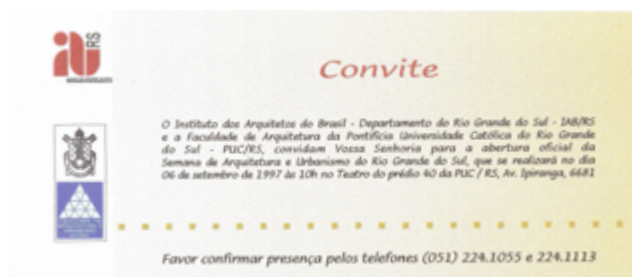 iab RS
Convite
O Instituto dos Arquitetos do Brasil - Departamento do Rio Grande do Sul - IAB/RS
e a Faculdade de Arquitetura da Pontifícia Universidade Católica do Rio Grande
do Sul - PUC/RS, convidam Vossa Senhoria para a abertura oficial da
Semana de Arquitetura e Urbanismo do Rio Grande do Sul, que se realizará no dia
06 de setembro de 1997 às 10h no Teatro do prédio 40 da PUC / RS, Av. Ipiranga, 6681
Favor confirmar presença pelos telefones (051) 224.1055 e 224.1113